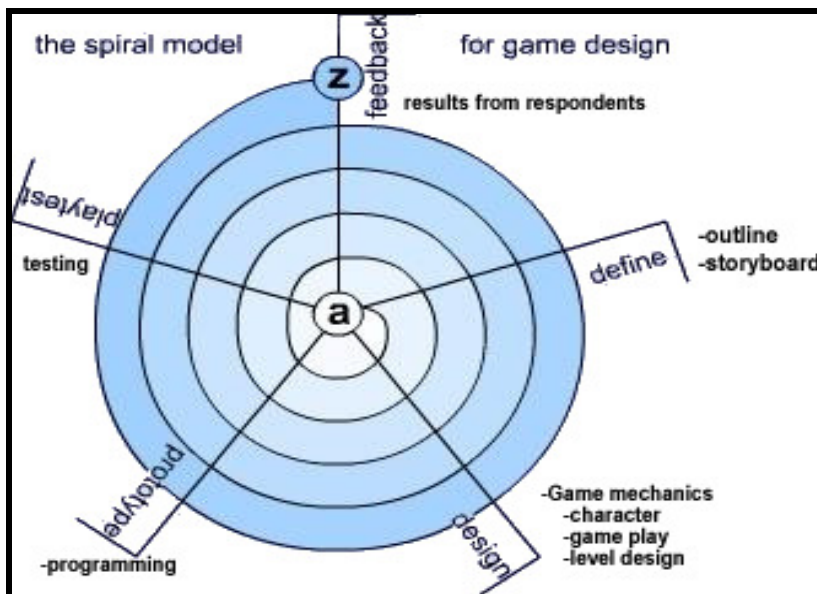 the spiral model
for game design
z
feedback
results from respondents
playtest
testing
define
-outline
-storyboard
a
prototype
-programming
design
-Game mechanics
-character
-game play
-level design